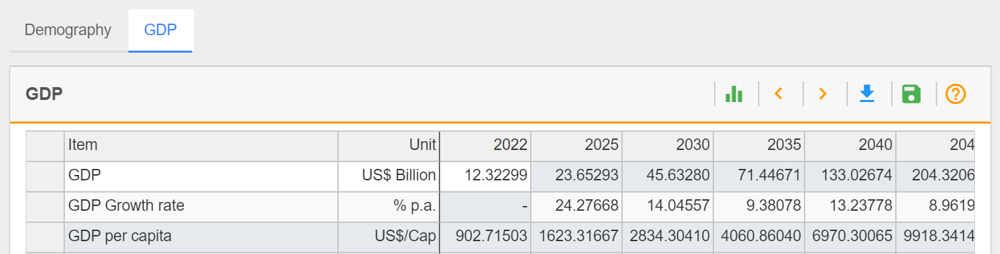 Demography GDP
GDP
Item Unit 2022 2025 2030 2035 2040 204
GDP US$ Billion 12.32299 23.65293 45.63280 71.44671 133.02674 204.3206
GDP Growth rate % p.a. - 24.27668 14.04557 9.38078 13.23778 8.9619
GDP per capita US$/Cap 902.71503 1623.31667 2834.30410 4060.86040 6970.30065 9918.3414